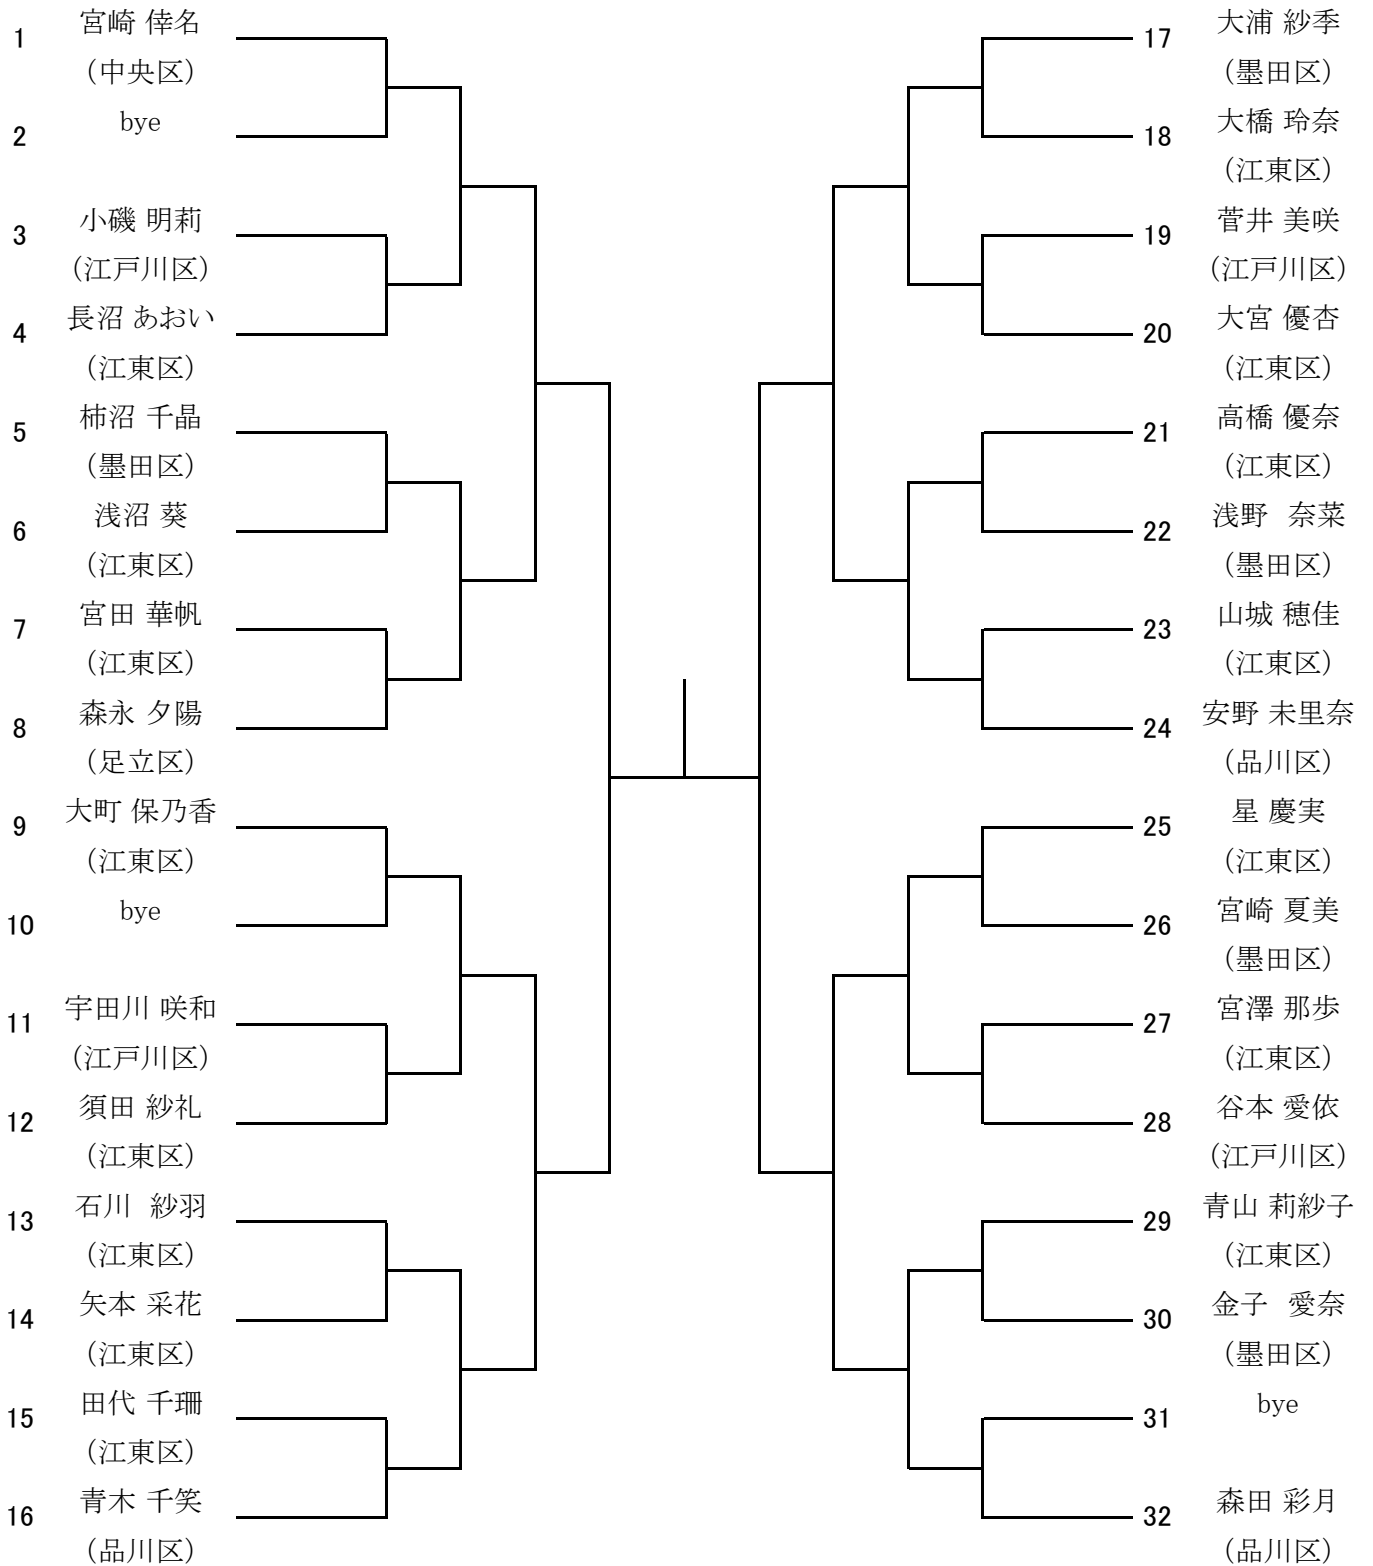 1 宮崎 倖名
(中央区)
2 bye
3 小磯 明莉
(江戸川区)
4 長沼 あおい
(江東区)
5 柿沼 千晶
(墨田区)
6 浅沼 葵
(江東区)
7 宮田 華帆
(江東区)
8 森永 夕陽
(足立区)
9 大町 保乃香
(江東区)
10 bye
11 宇田川 咲和
(江戸川区)
12 須田 紗礼
(江東区)
13 石川 紗羽
(江東区)
14 矢本 采花
(江東区)
15 田代 千珊
(江東区)
16 青木 千笑
(品川区)
17 大浦 紗季
(墨田区)
18 大橋 玲奈
(江東区)
19 菅井 美咲
(江戸川区)
20 大宮 優杏
(江東区)
21 高橋 優奈
(江東区)
22 浅野 奈菜
(墨田区)
23 山城 穂佳
(江東区)
24 安野 未里奈
(品川区)
25 星 慶実
(江東区)
26 宮崎 夏美
(墨田区)
27 宮澤 那歩
(江東区)
28 谷本 愛依
(江戸川区)
29 青山 莉紗子
(江東区)
30 金子 愛奈
(墨田区)
31 bye
32 森田 彩月
(品川区)